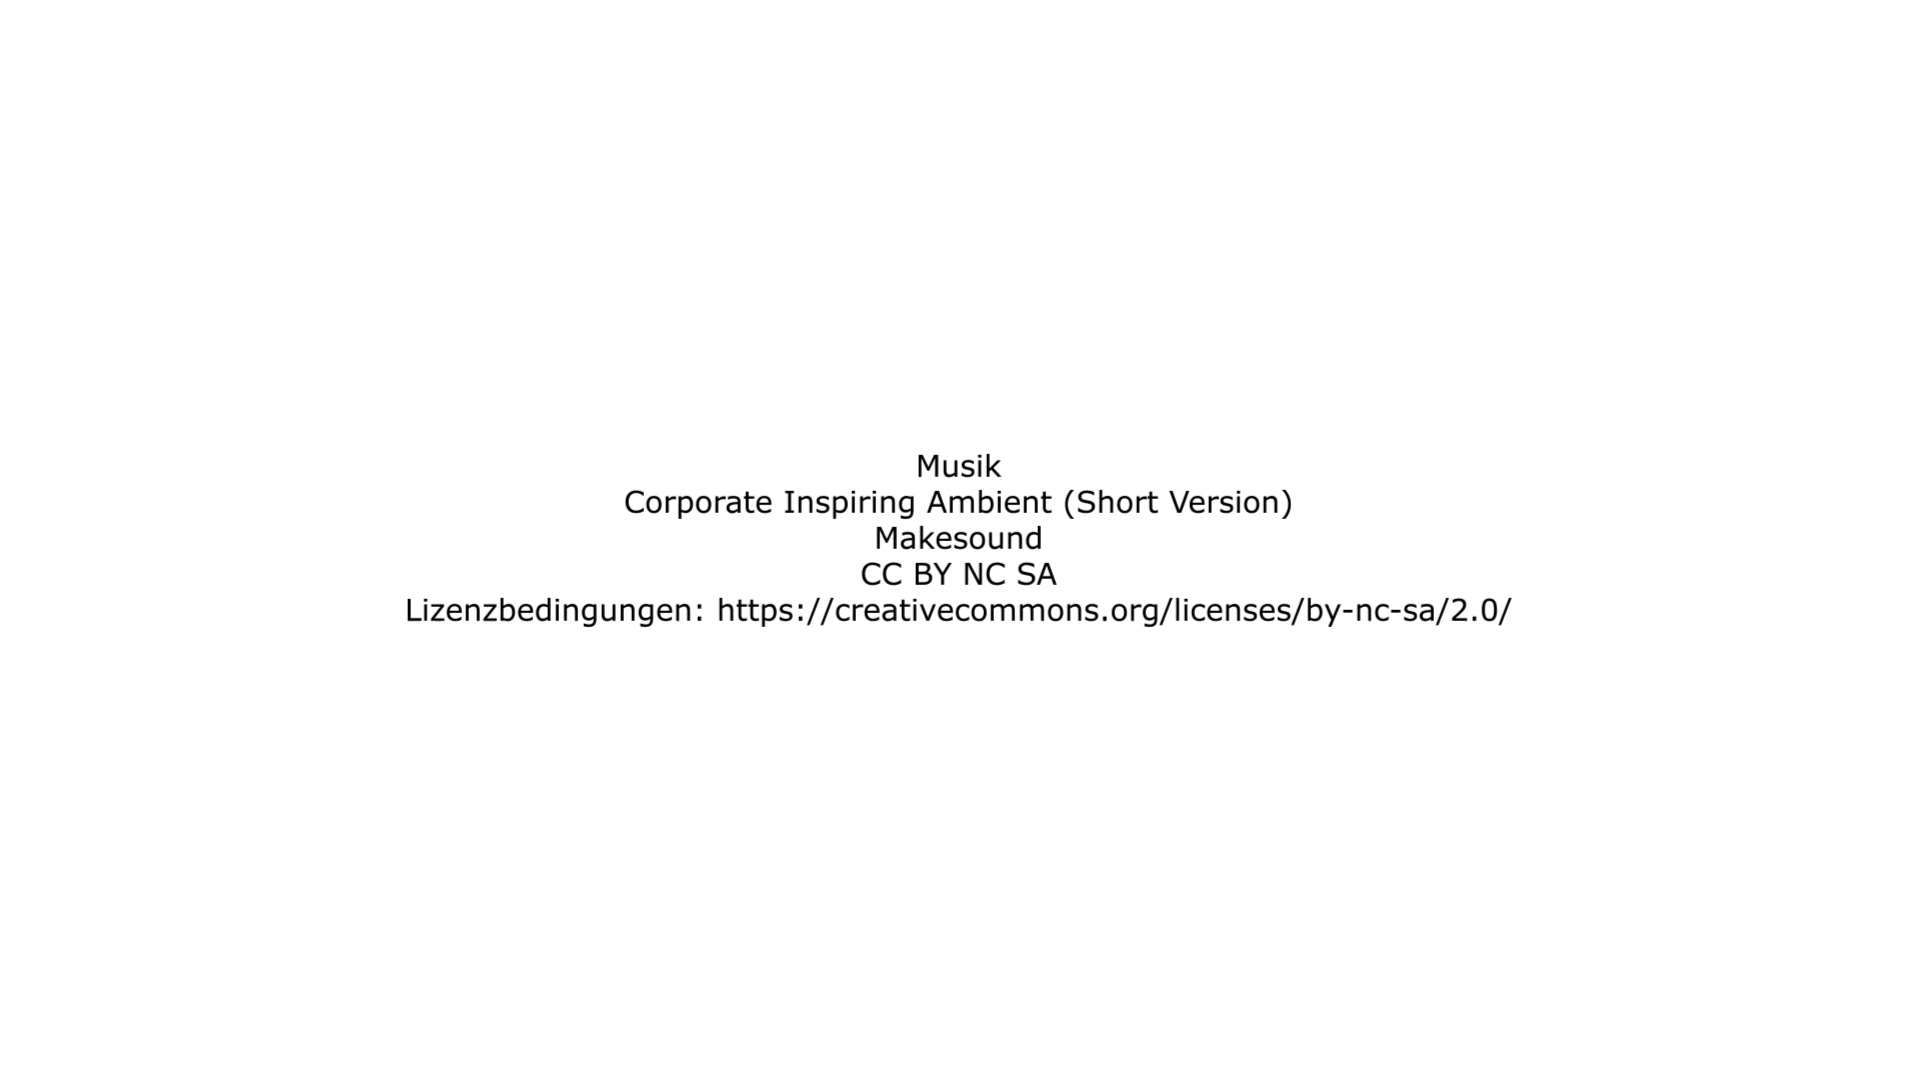 Musik
Corporate Inspiring Ambient (Short Version)
Makesound
CC BY NC SA
Lizenzbedingungen: https://creativecommons.org/licenses/by-nc-sa/2.0/